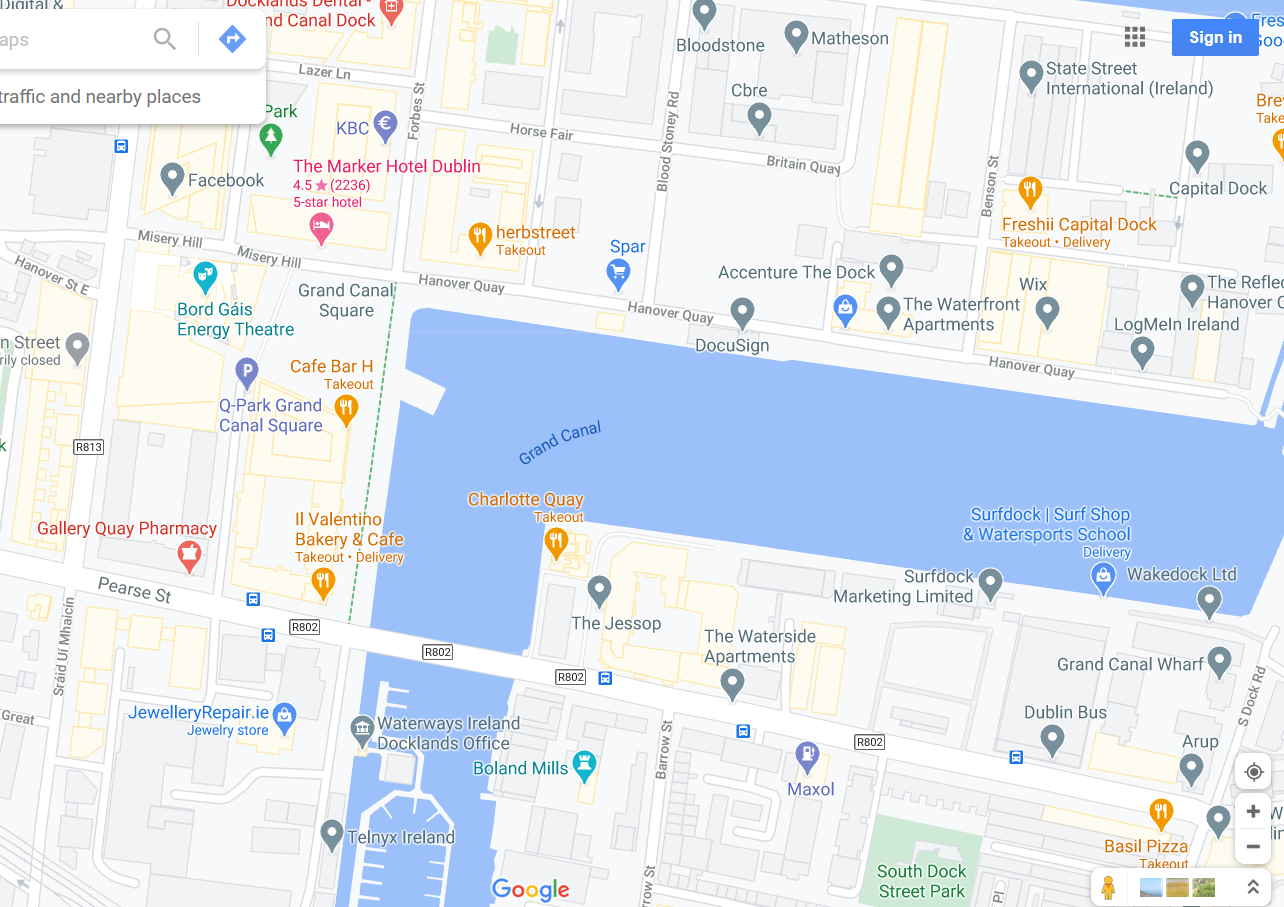 Digital &
Docklands Dental -
nd Canal Dock
aps
traffic and nearby places
Sign in
Bloodstone
Matheson
State Street
International (Ireland)
Cbre
Lazer Ln
Forbes St
Park
KBC
Horse Fair
Blood Stoney Rd
Britain Quay
Benson St
Capital Dock
The Marker Hotel Dublin
4.5 ★ (2236)
5-star hotel
Facebook
herbstreet
Takeout
Freshii Capital Dock
Takeout • Delivery
Misery Hill
Misery Hill
Hanover St E
Spar
Hanover Quay
Accenture The Dock
Grand Canal
Square
Bord Gáis
Energy Theatre
Hanover Quay
The Waterfront
Apartments
Wix
LogMeIn Ireland
n Street
rily closed
DocuSign
Hanover Quay
Cafe Bar H
Takeout
Q-Park Grand
Canal Square
R813
Grand Canal
Charlotte Quay
Takeout
Surfdock | Surf Shop
& Watersports School
Delivery
Gallery Quay Pharmacy
Il Valentino
Bakery & Cafe
Takeout • Delivery
Pearse St
Surfdock
Marketing Limited
Wakedock Ltd
Sráid Uí Mhaicín
R802
The Jessop
R802
The Waterside
Apartments
R802
Grand Canal Wharf
S Dock Rd
Great
JewelleryRepair.ie
Jewelry store
Waterways Ireland
Docklands Office
Boland Mills
Barrow St
R802
Dublin Bus
Arup
Maxol
Telnyx Ireland
Basil Pizza
Takeout
South Dock
Street Park
Google
rrow St
Pl